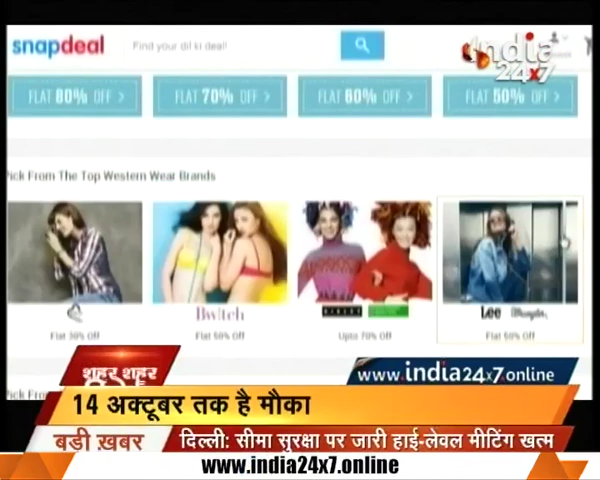 snapdeal
Find your dil ki deal!
india
24x7
FLAT 80% OFF >
FLAT 70% OFF >
FLAT 60% OFF >
FLAT 50% OFF >
Pick From The Top Western Wear Brands
Bwitch
Lee Wrangler
Flat 30% Off
Flat 50% Off
Upto 70% Off
Flat 50% Off
शहर शहर
www.india24x7.online
14 अक्टूबर तक है मौका
बड़ी ख़बर
दिल्ली: सीमा सुरक्षा पर जारी हाई-लेवल मीटिंग खत्म
www.india24x7.online